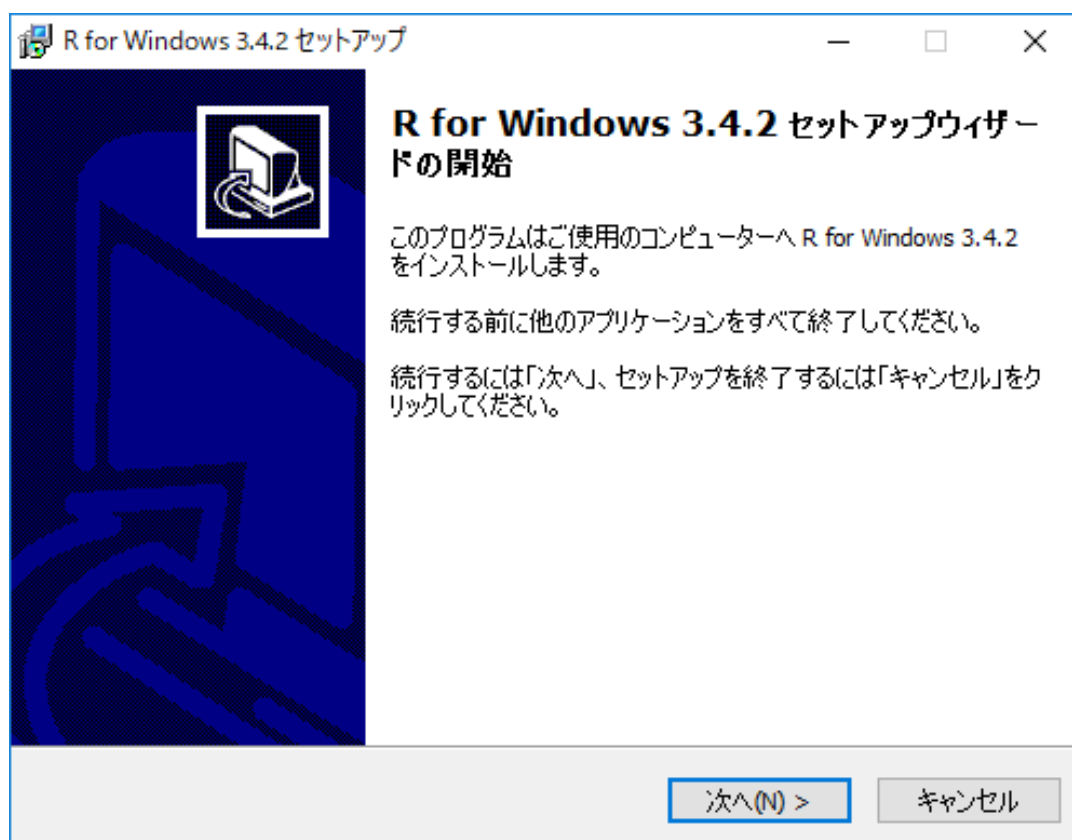 R for Windows 3.4.2 セットアップ
R for Windows 3.4.2 セットアップウィザー
ドの開始
このプログラムはご使用のコンピューターへ R for Windows 3.4.2
をインストールします。
続行する前に他のアプリケーションをすべて終了してください。
続行するには「次へ」、セットアップを終了するには「キャンセル」をク
リックしてください。
次へ(N) >
キャンセル